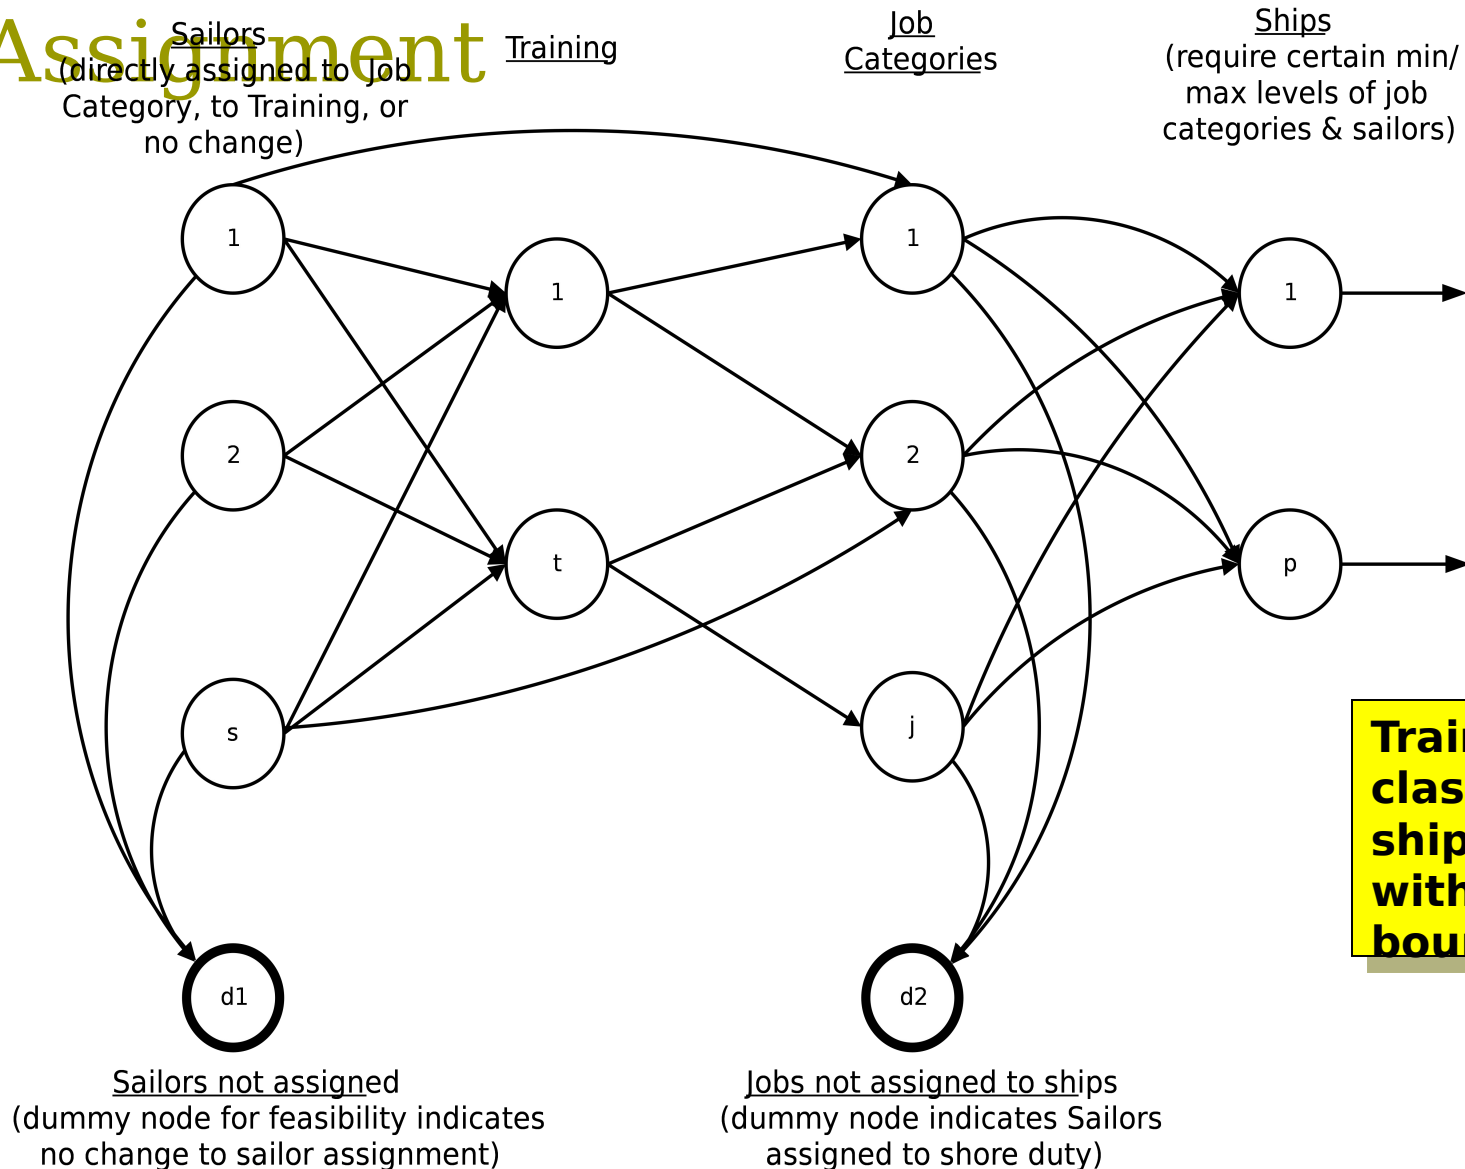 Assignment
Sailors
(directly assigned to Job
Category, to Training, or
no change)
Training
Job
Categories
Ships
(require certain min/
max levels of job
categories & sailors)
1
1
1
1
2
2
t
p
s
j
d1
d2
Sailors not assigned
(dummy node for feasibility indicates
no change to sailor assignment)
Jobs not assigned to ships
(dummy node indicates Sailors
assigned to shore duty)